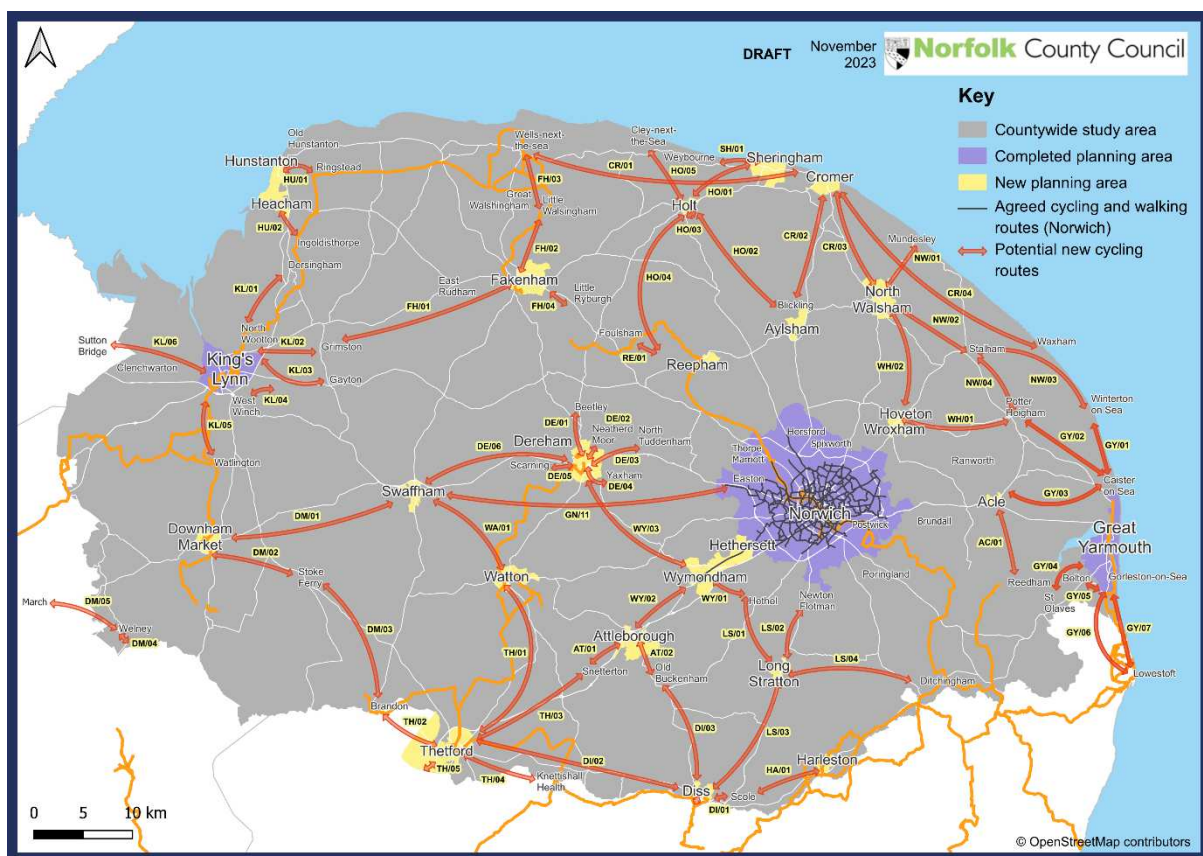 DRAFT
November
2023
Norfolk County Council
Key
Countywide study area
Completed planning area
New planning area
Agreed cycling and walking
routes (Norwich)
Potential new cycling
routes
Old
Hunstanton
Hunstanton
Ringstead
HU/01
Heacham
HU/02
Ingoldisthorpe
Dersingham
KL/01
North
Wootton
KL/02
Grimston
KL/06
Sutton
Bridge
Clenchwarton
King's
Lynn
KL/03
Gayton
West
Winch
KL/04
KL/05
Watlington
Wells-next-
the-sea
FH/03
Great
Walshingham
Little
Walsingham
FH/02
Fakenham
East
Rudham
FH/01
FH/04
Little
Ryburgh
Cley-next-
the-Sea
Weybourne
SH/01
Sheringham
CR/01
HO/05
HO/01
Cromer
Holt
HO/03
HO/02
CR/02
CR/03
HO/04
Mundesley
NW/01
North
Walsham
CR/04
NW/02
Blickling
Aylsham
Foulsham
RE/01
Reepham
Stalham
Waxham
WH/02
NW/04
NW/03
Hoveton
Wroxham
WH/01
Potter
Heigham
Winterton
on Sea
GY/02
GY/01
Beetley
DE/01
DE/02
Neatherd
Moor
North
Tuddenham
Dereham
DE/06
DE/03
Scarning
Yaxham
DE/05
DE/04
Horsford
Spixworth
Thorpe
Marriott
Easton
Ranworth
Caister
on Sea
Swaffham
GN/11
Norwich
Postwick
Brundall
Acle
GY/03
Great
Yarmouth
DM/01
WA/01
WY/03
Downham
Market
DM/02
Hethersett
AC/01
GY/04
Stoke
Ferry
Watton
Wymondham
Poringland
Reedham
Belton
Gorleston-on-Sea
St
Olaves
GY/05
March
DM/05
Welney
DM/04
WY/02
WY/01
Hethel
Newton
Flotman
DM/03
TH/01
AT/01
Attleborough
AT/02
LS/01
LS/02
GY/06
GY/07
Snetterton
Old
Buckenham
Long
Stratton
LS/04
Ditchingham
Lowestoft
Brandon
TH/02
TH/03
DI/03
LS/03
Thetford
TH/05
TH/04
DI/02
Knettishall
Health
HA/01
Harleston
Diss
Scole
DI/01
0 5 10 km
© OpenStreetMap contributors